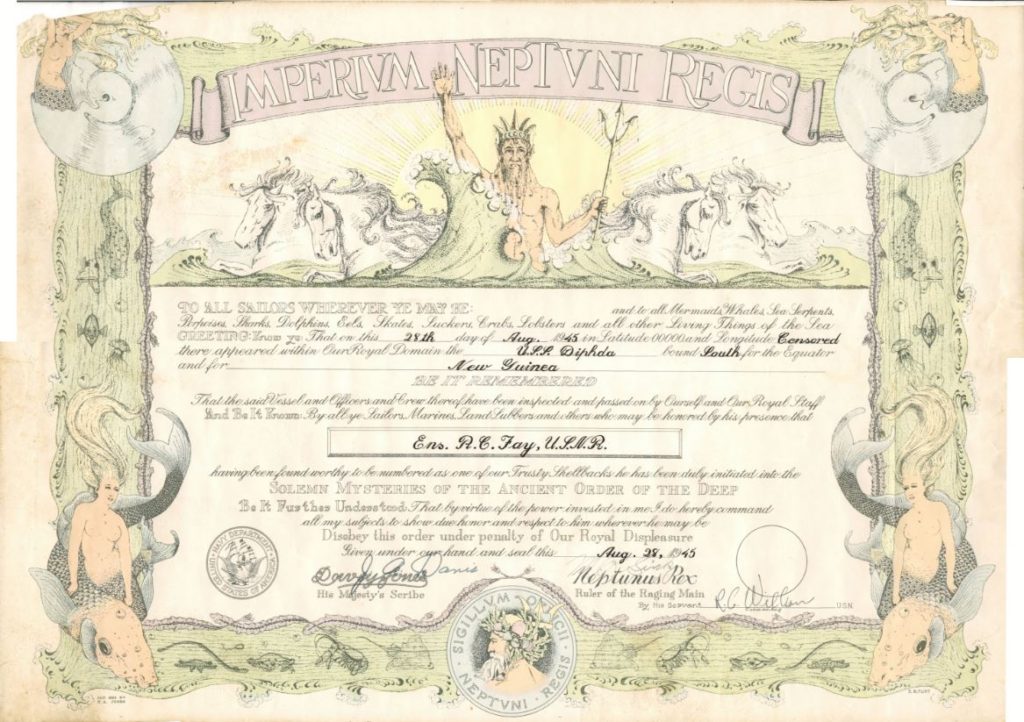 IMPERIVM NEPTVNI REGIS
TO ALL SAILORS WHEREVER YE MAY BE: and to all Mermaids, Whales, Sea Serpents,
Porpoises, Sharks, Dolphins, Eels, Skates, Suckers, Crabs, Lobsters and all other Living Things of the Sea
GREETING: Know ye: That on this 28th day of Aug. 1945 in Latitude 00000 and Longitude Censored
there appeared within Our Royal Domain the U.S.S. Diphda bound South for the Equator
and for New Guinea
BE IT REMEMBERED
That the said Vessel and Officers and Crew thereof have been inspected and passed on by Ourself and Our Royal Staff
And Be It Known: By all ye Sailors, Marines, Land Lubbers and others who may be honored by his presence that
Ens. R.C. Fay, U.S.N.R.
having been found worthy to be numbered as one of our Trusty Shellbacks he has been duly initiated into the
SOLEMN MYSTERIES OF THE ANCIENT ORDER OF THE DEEP
Be It Further Understood: That by virtue of the power invested in me I do hereby command
all my subjects to show due honor and respect to him wherever he may be
Disobey this order under penalty of Our Royal Displeasure
Given under our hand and seal this Aug. 28, 1945
Davey Jones
Neptunus Rex
His Majesty's Scribe
Ruler of the Raging Main
By His Servant USN
NAVY DEPARTMENT
UNITED STATES OF AMERICA
SIGILLVM OFFICII
NEPTVNI REGIS